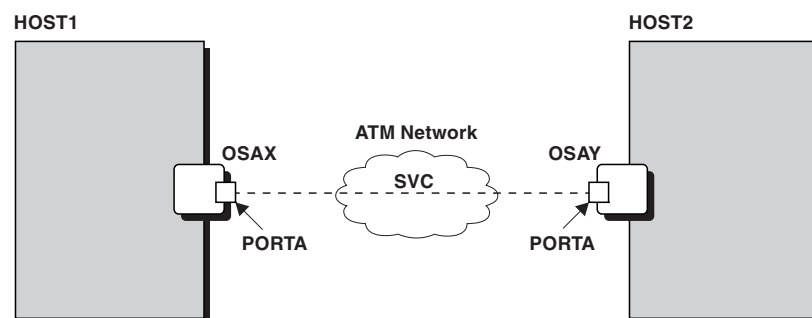 HOST1
HOST2
ATM Network
OSAX
OSAY
SVC
PORTA
PORTA